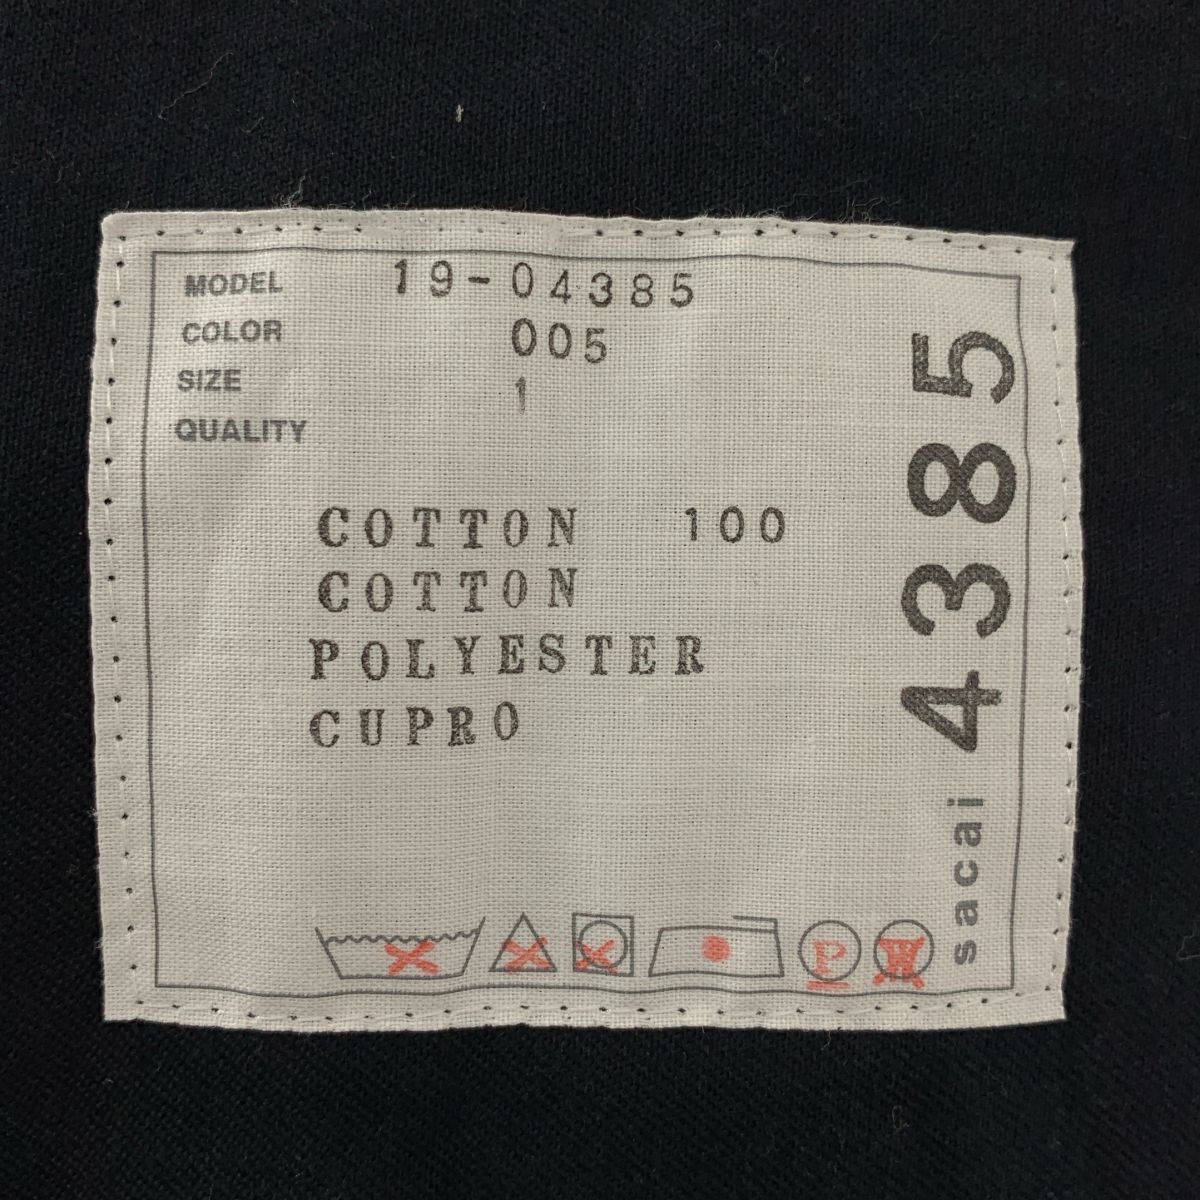 MODEL 19-04385
COLOR 005
SIZE 1
QUALITY
COTTON 100
COTTON
POLYESTER
CUPRO
P W
sacai 4385